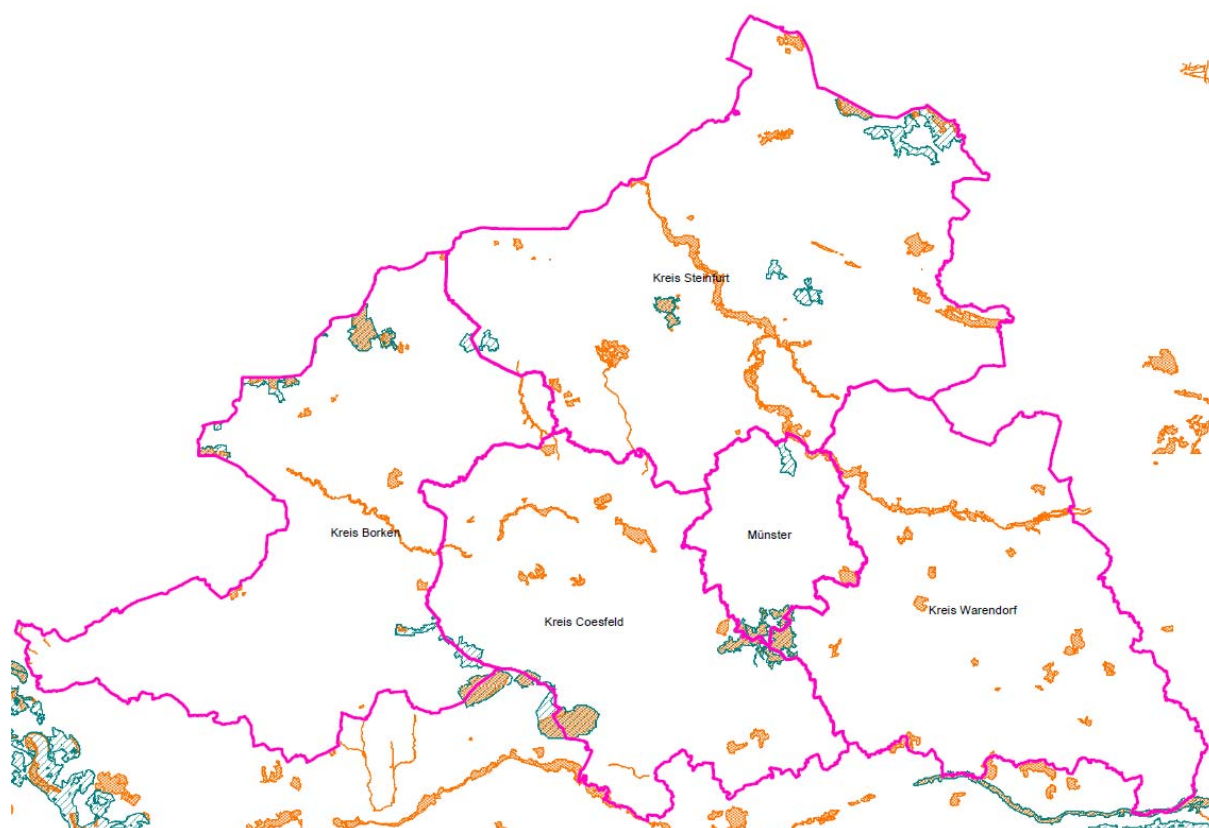 Kreis Steinfurt
Kreis Borken
Münster
Kreis Warendorf
Kreis Coesfeld